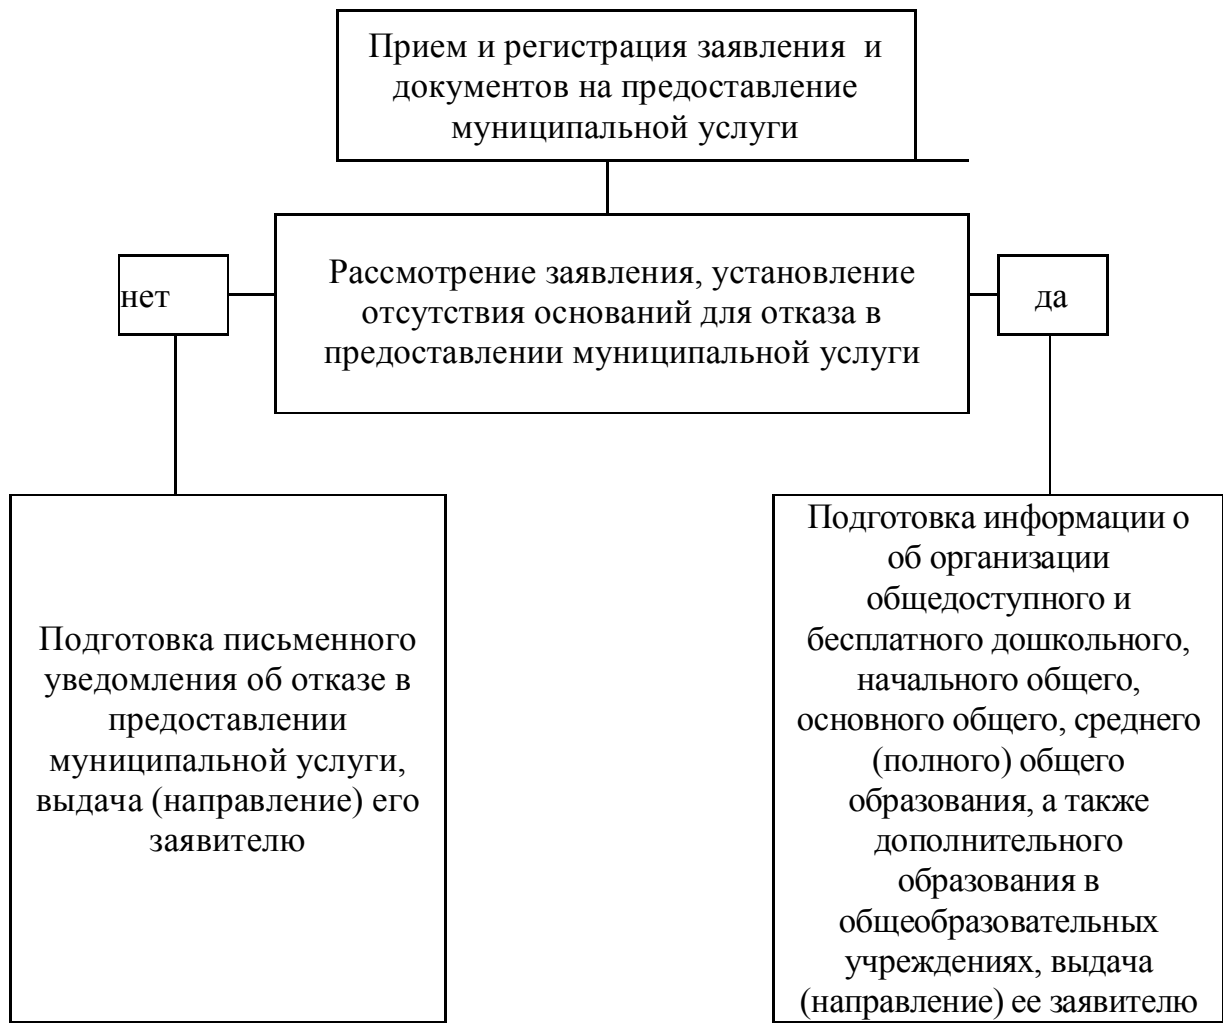 Прием и регистрация заявления и
документов на предоставление
муниципальной услуги
Рассмотрение заявления, установление
отсутствия оснований для отказа в
предоставлении муниципальной услуги
нет
да
Подготовка письменного
уведомления об отказе в
предоставлении
муниципальной услуги,
выдача (направление) его
заявителю
Подготовка информации о
об организации
общедоступного и
бесплатного дошкольного,
начального общего,
основного общего, среднего
(полного) общего
образования, а также
дополнительного
образования в
общеобразовательных
учреждениях, выдача
(направление) ее заявителю